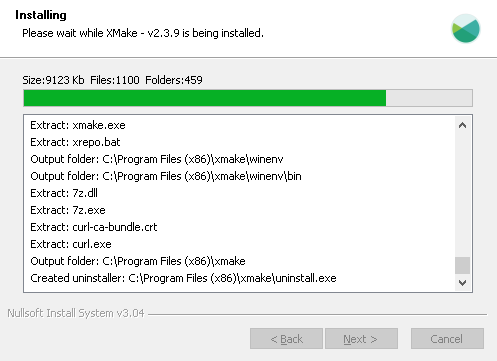 Installing
Please wait while XMake - v2.3.9 is being installed.
Size:9123 Kb Files:1100 Folders:459
Extract: xmake.exe
Extract: xrepo.bat
Output folder: C:\Program Files (x86)\xmake\winenv
Output folder: C:\Program Files (x86)\xmake\winenv\bin
Extract: 7z.dll
Extract: 7z.exe
Extract: curl-ca-bundle.crt
Extract: curl.exe
Output folder: C:\Program Files (x86)\xmake
Created uninstaller: C:\Program Files (x86)\xmake\uninstall.exe
Nullsoft Install System v3.04
< Back Next > Cancel